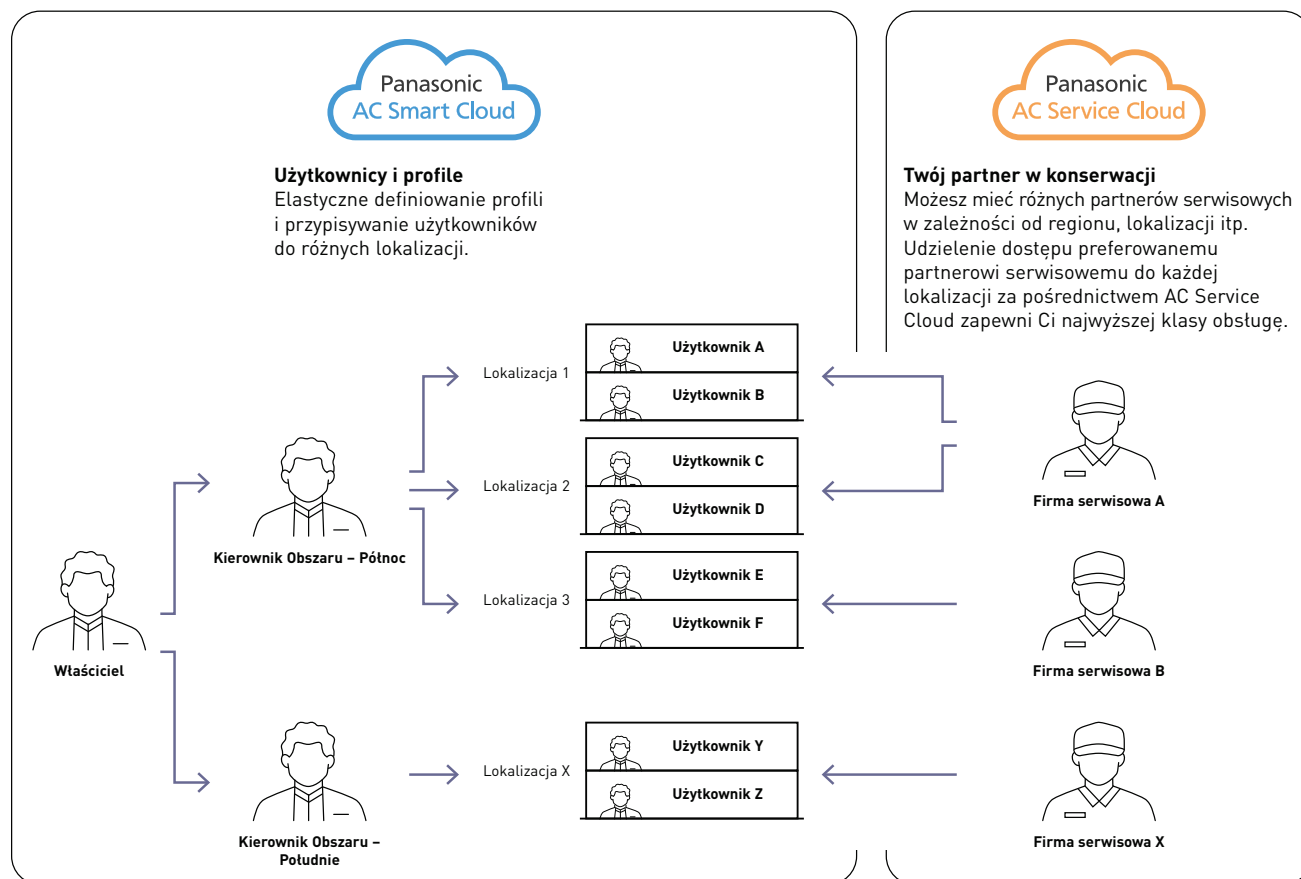 Panasonic
AC Smart Cloud
Użytkownicy i profile
Elastyczne definiowanie profili
i przypisywanie użytkowników
do różnych lokalizacji.
Panasonic
AC Service Cloud
Twój partner w konserwacji
Możesz mieć różnych partnerów serwisowych
w zależności od regionu, lokalizacji itp.
Udzielenie dostępu preferowanemu
partnerowi serwisowemu do każdej
lokalizacji za pośrednictwem AC Service
Cloud zapewni Ci najwyższej klasy obsługę.
Właściciel
Kierownik Obszaru – Północ
Kierownik Obszaru –
Południe
Lokalizacja 1
Użytkownik A
Użytkownik B
Lokalizacja 2
Użytkownik C
Użytkownik D
Lokalizacja 3
Użytkownik E
Użytkownik F
Lokalizacja X
Użytkownik Y
Użytkownik Z
Firma serwisowa A
Firma serwisowa B
Firma serwisowa X